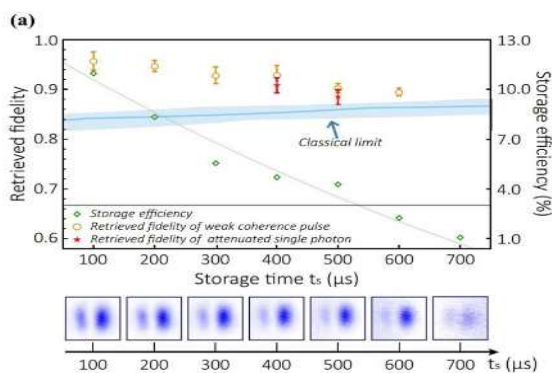 (a)
1.0
0.9
0.8
0.7
0.6
Retrieved fidelity
13.0
10.0
7.0
4.0
1.0
Storage efficiency (%)
Classical limit
Storage efficiency
Retrieved fidelity of weak coherence pulse
Retrieved fidelity of attenuated single photon
100 200 300 400 500 600 700
Storage time ts (μs)
100 200 300 400 500 600 700 ts (μs)